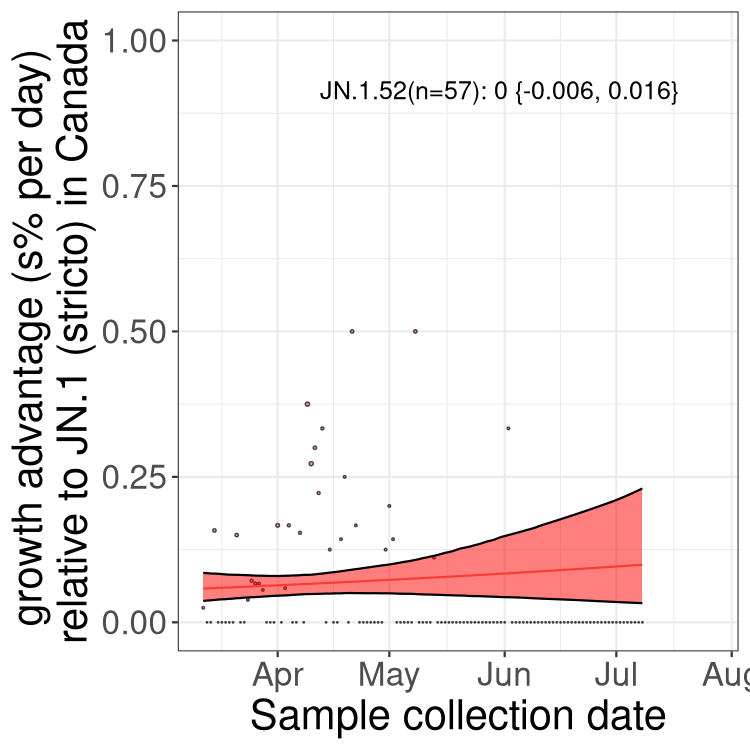 growth advantage (s% per day)
relative to JN.1 (stricto) in Canada
1.00
JN.1.52(n=57): 0 {-0.006, 0.016}
0.75
0.50
0.25
0.00
Apr May Jun Jul Aug
Sample collection date